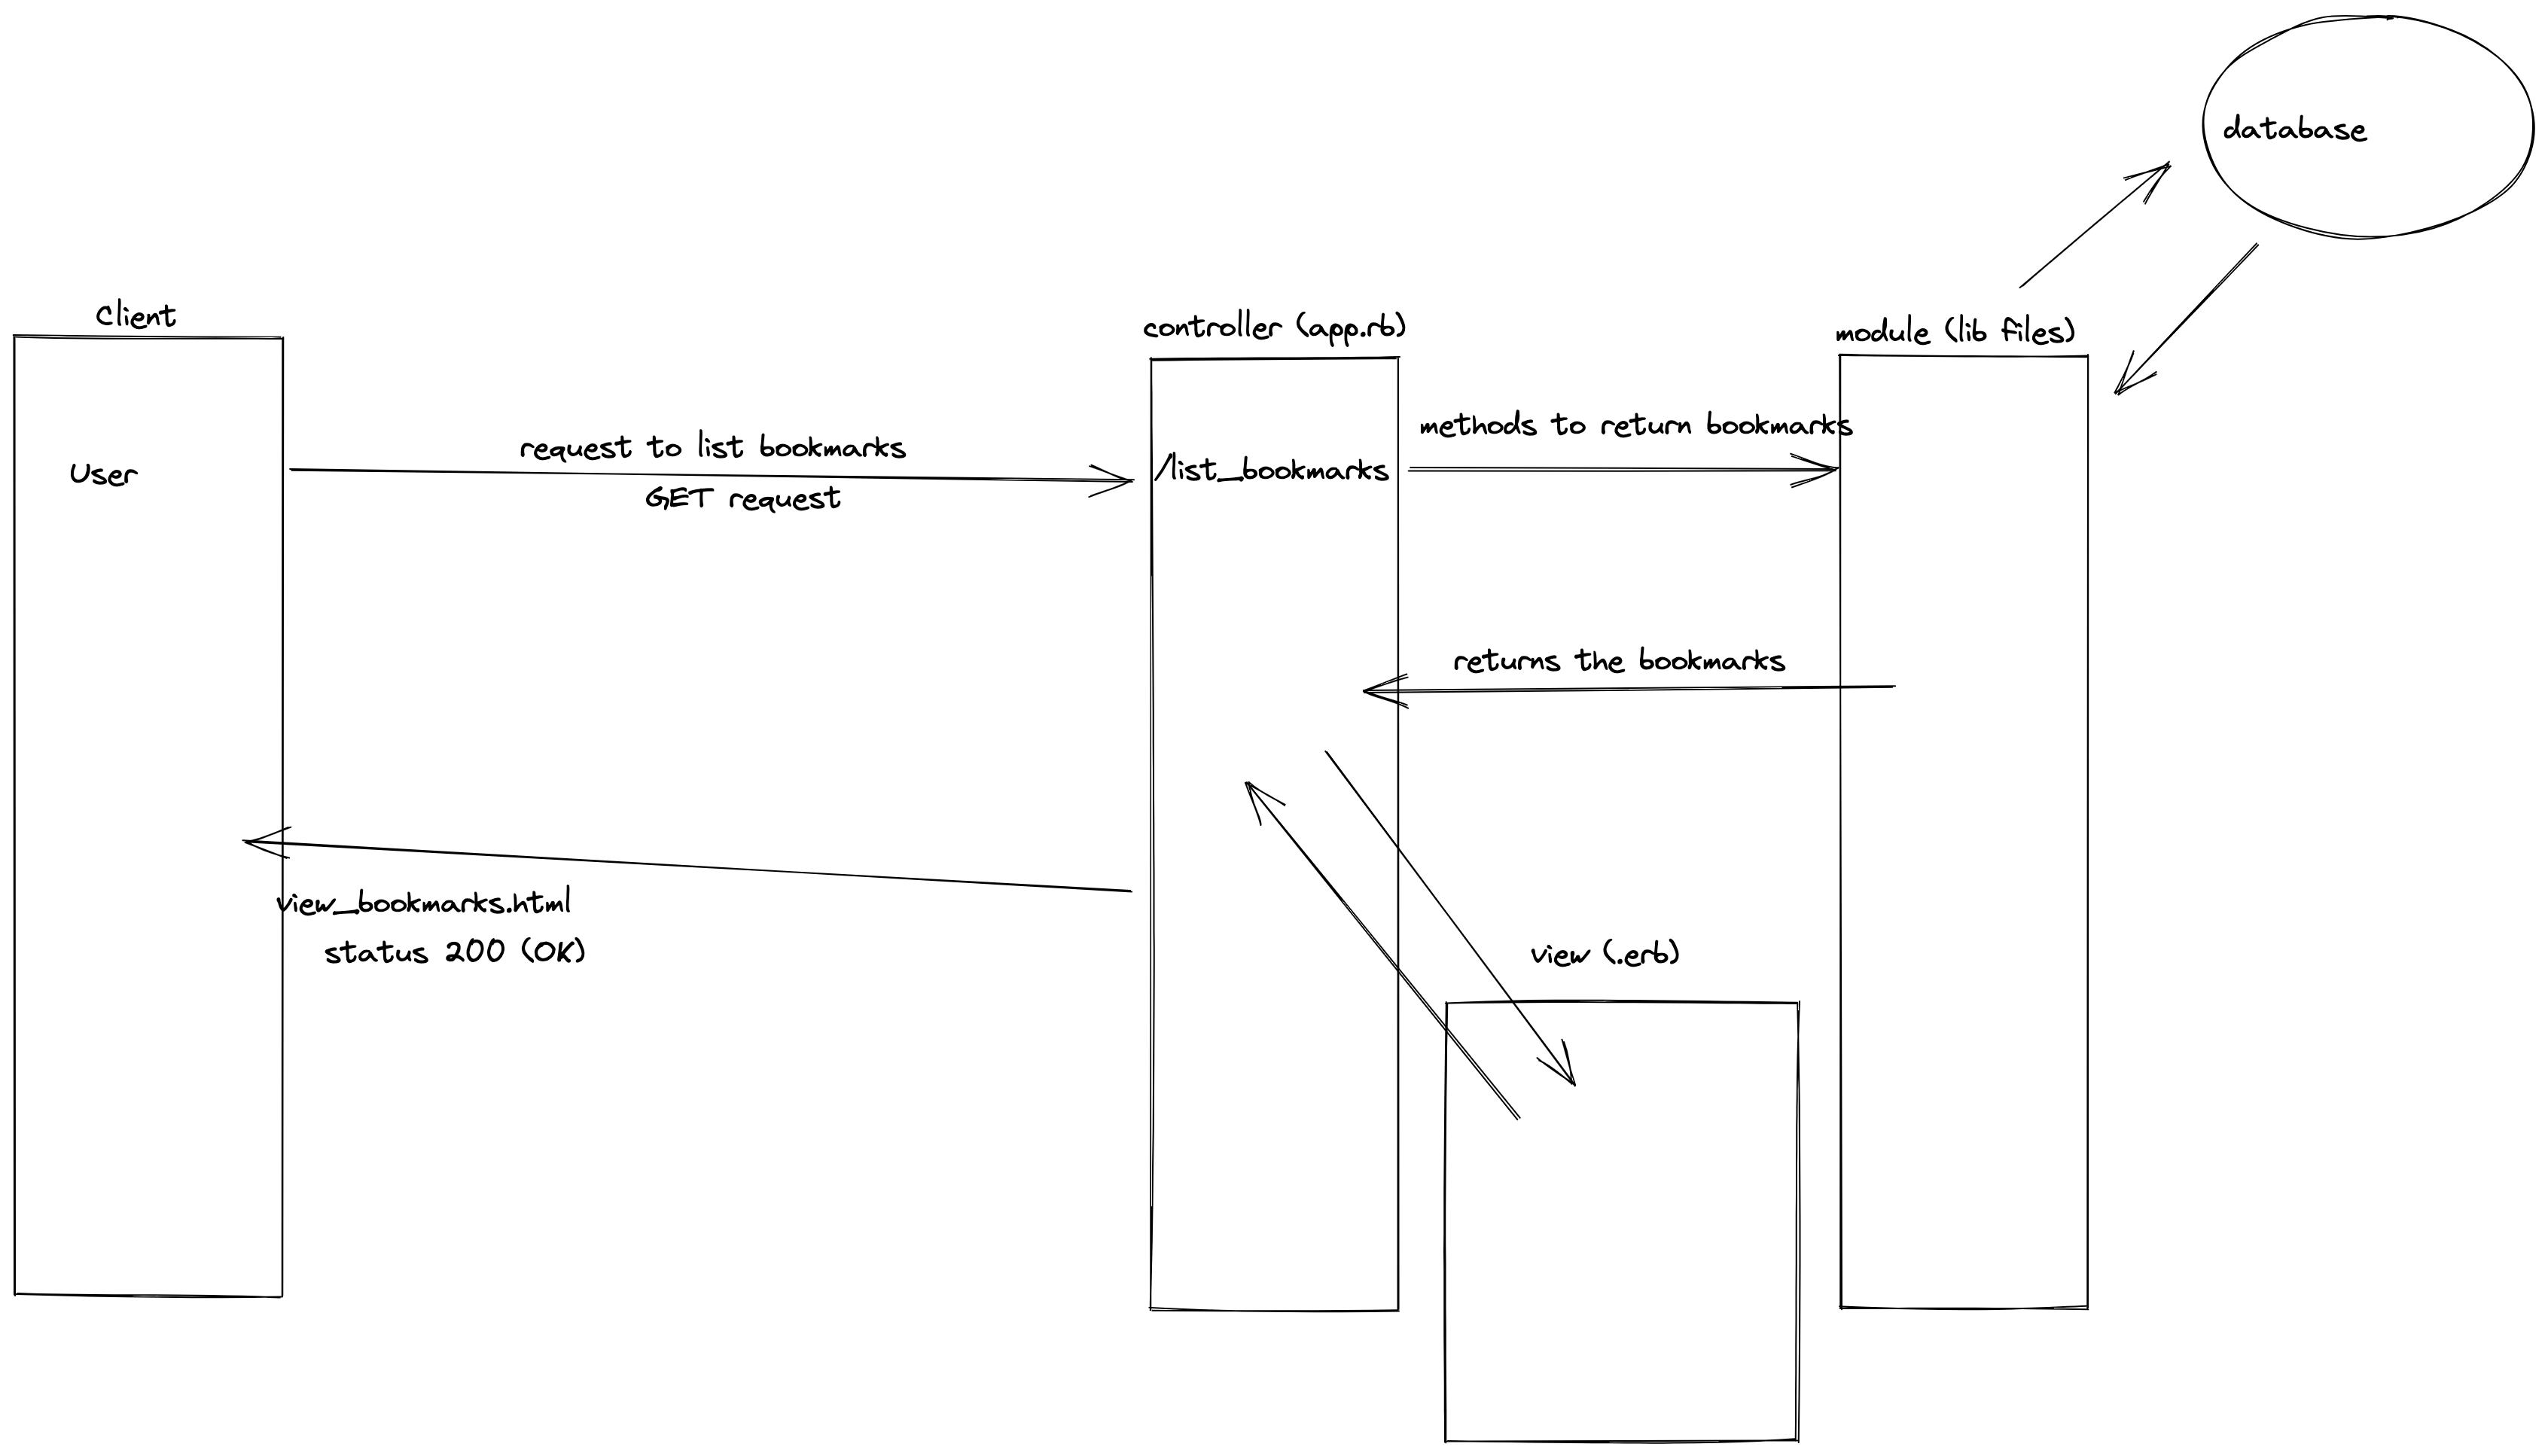 database
Client
controller (app.rb)
module (lib files)
User
request to list bookmarks
GET request
/list_bookmarks
methods to return bookmarks
returns the bookmarks
view_bookmarks.html
status 200 (OK)
view (.erb)